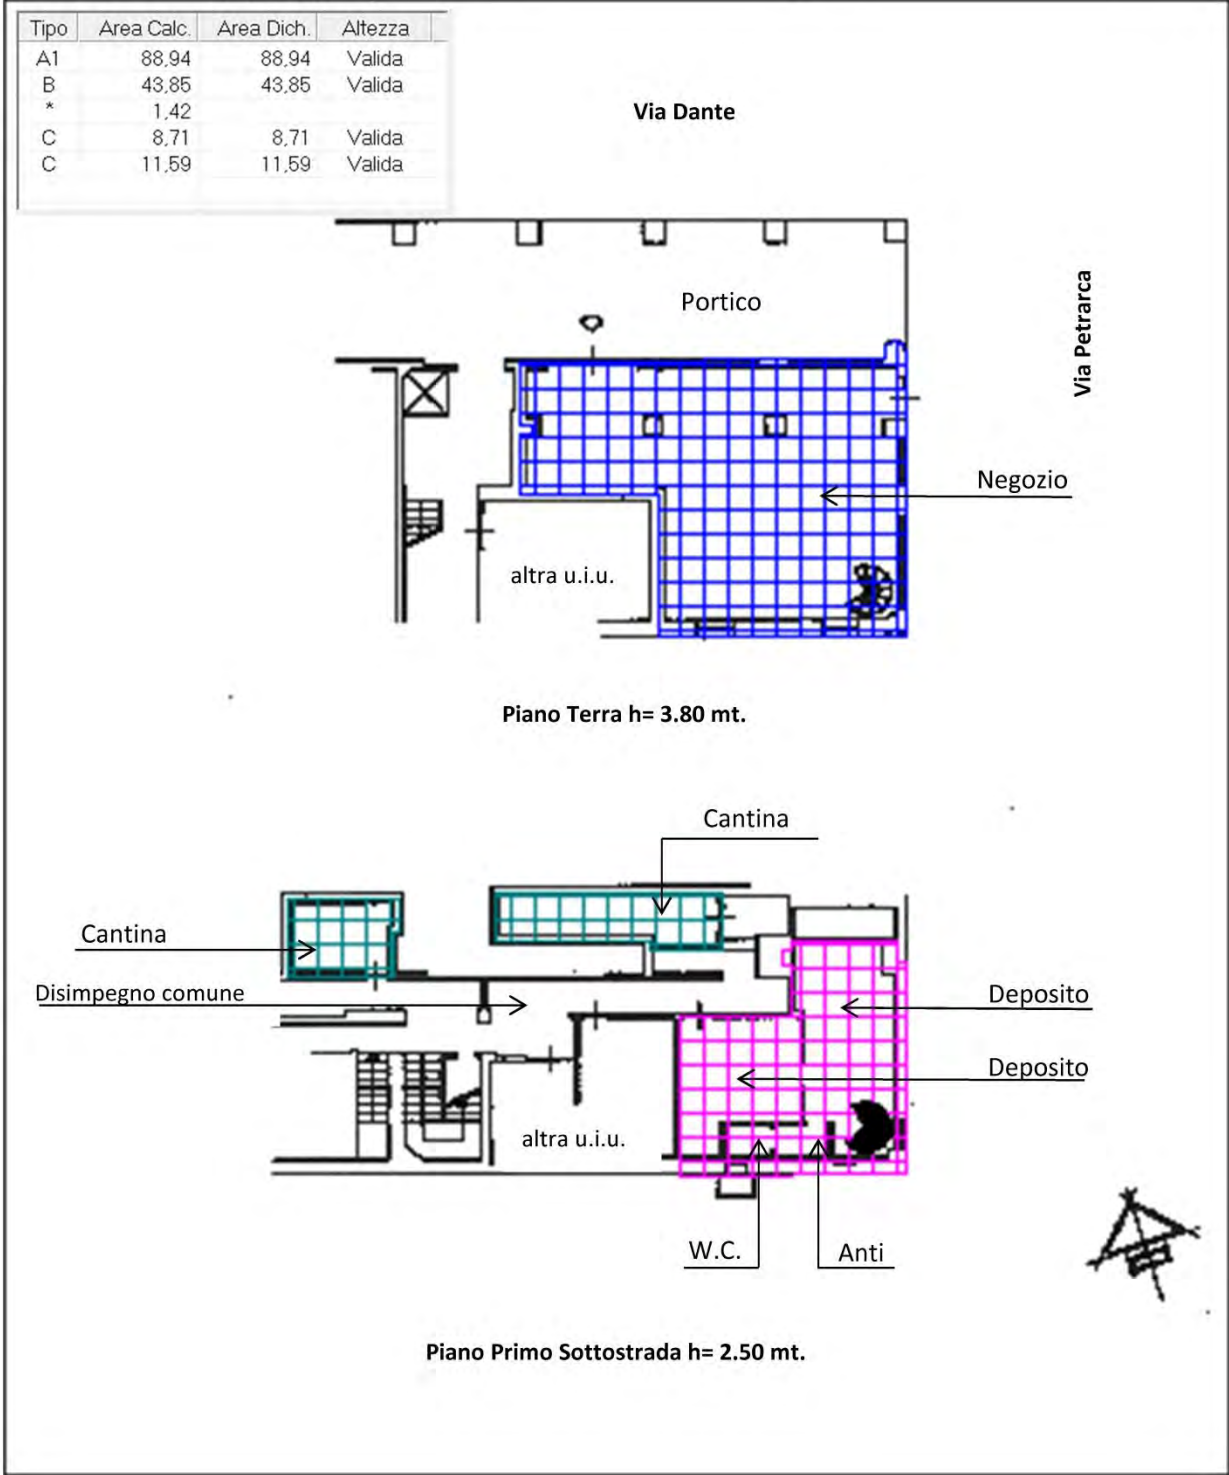 Tipo Area Calc. Area Dich. Altezza
A1 88,94 88,94 Valida
B 43,85 43,85 Valida
* 1,42
C 8,71 8,71 Valida
C 11,59 11,59 Valida
Via Dante
Portico
Via Petrarca
Negozio
altra u.i.u.
Piano Terra h= 3.80 mt.
Cantina
Cantina
Disimpegno comune
Deposito
Deposito
altra u.i.u.
W.C.
Anti
Piano Primo Sottostrada h= 2.50 mt.